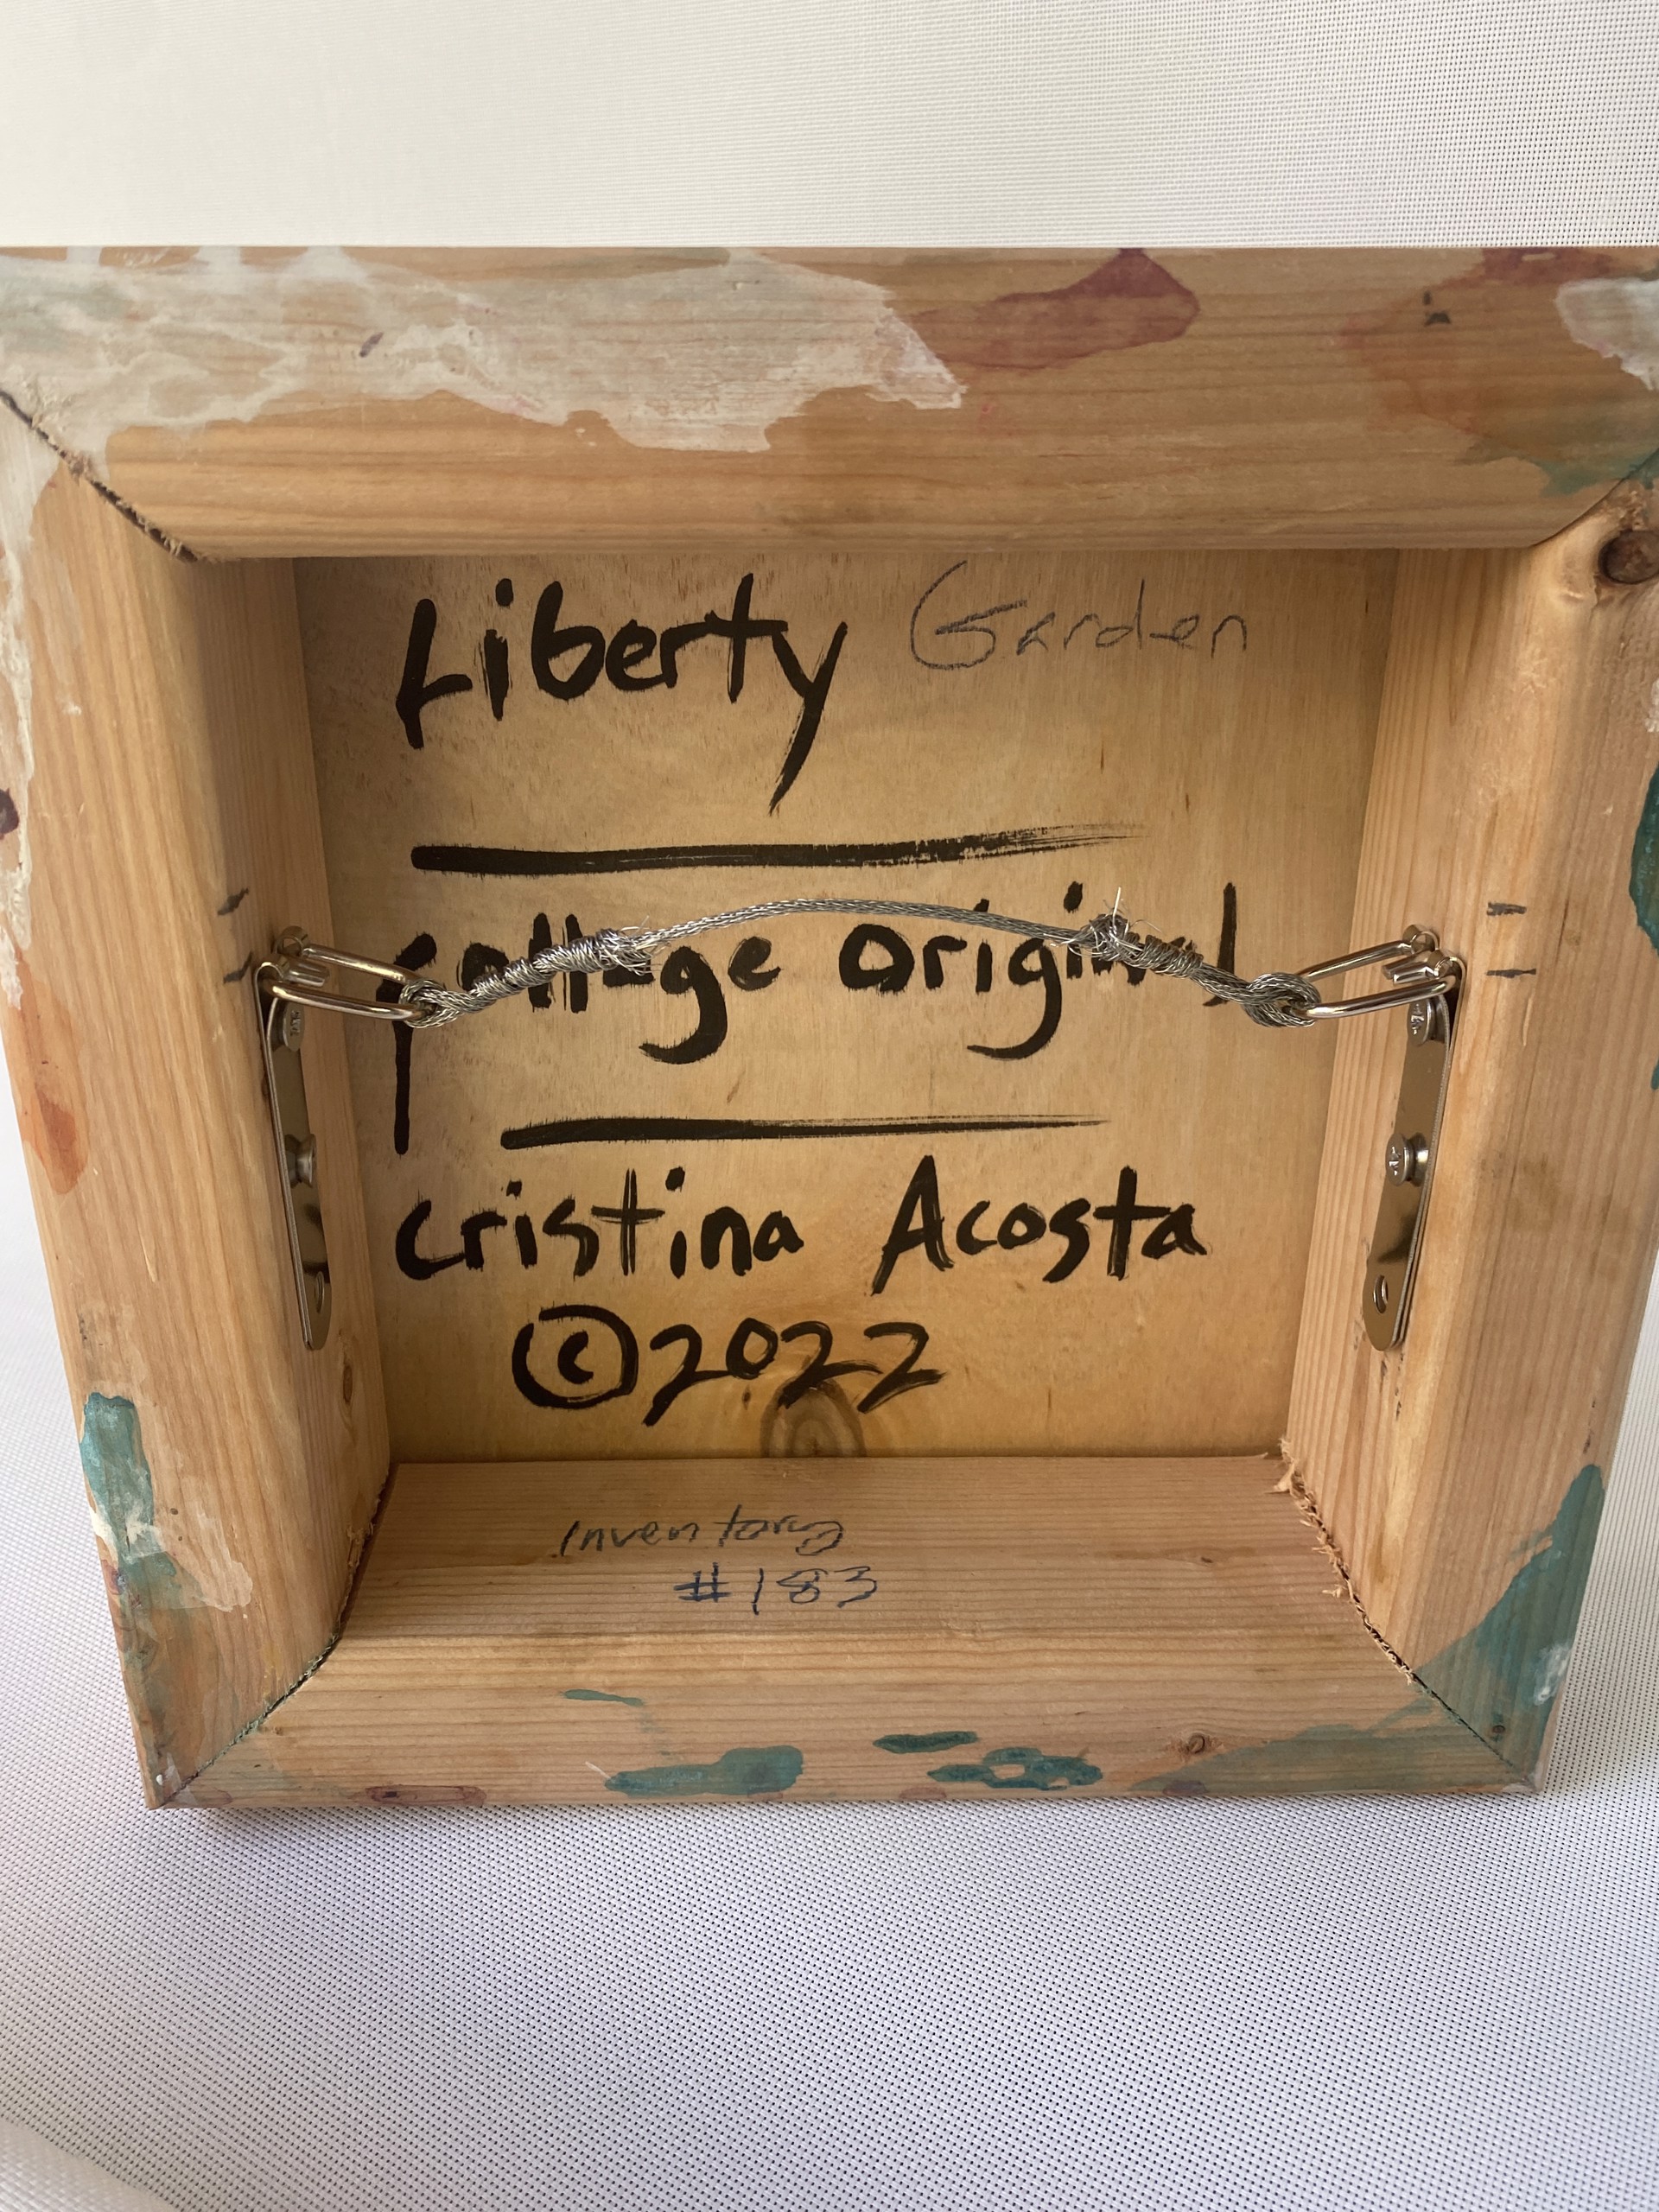 Liberty Garden
collage original
cristina Acosta
©2022
Inventory
#183